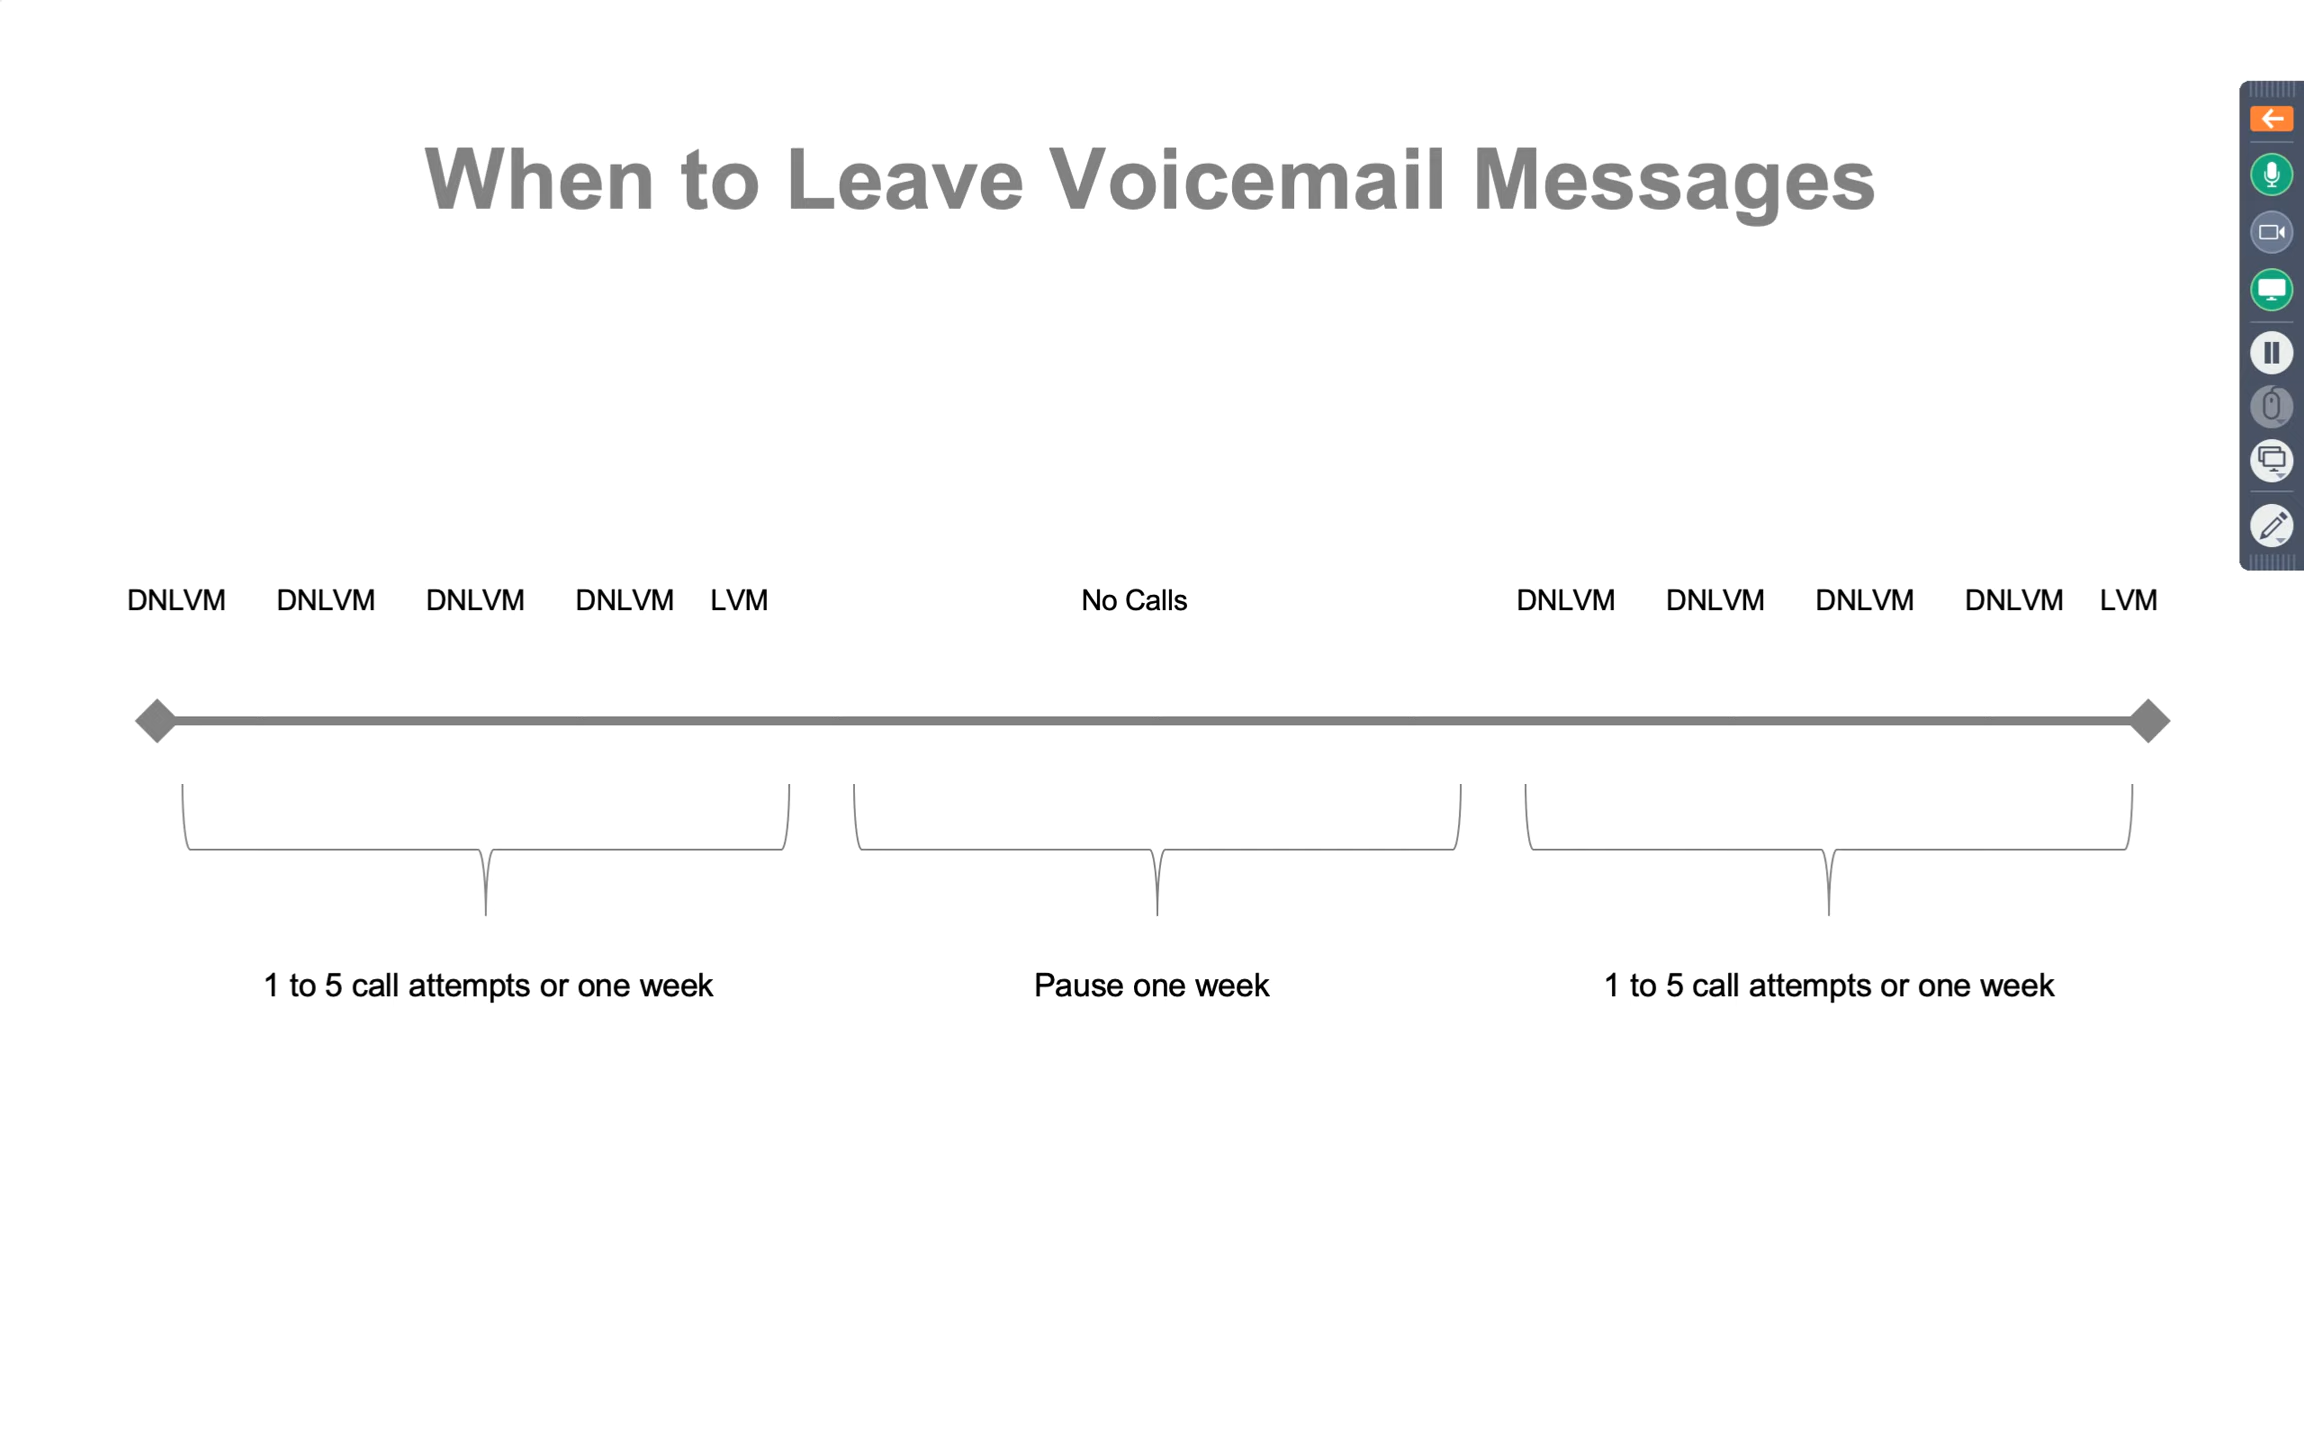 When to Leave Voicemail Messages
DNLVM DNLVM DNLVM DNLVM LVM No Calls DNLVM DNLVM DNLVM DNLVM LVM
1 to 5 call attempts or one week Pause one week 1 to 5 call attempts or one week